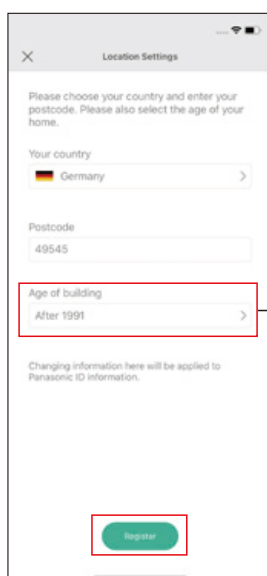 Location Settings
Please choose your country and enter your
postcode. Please also select the age of your
home.
Your country
Germany
Postcode
49545
Age of building
After 1991
Changing information here will be applied to
Panasonic ID information.
Register